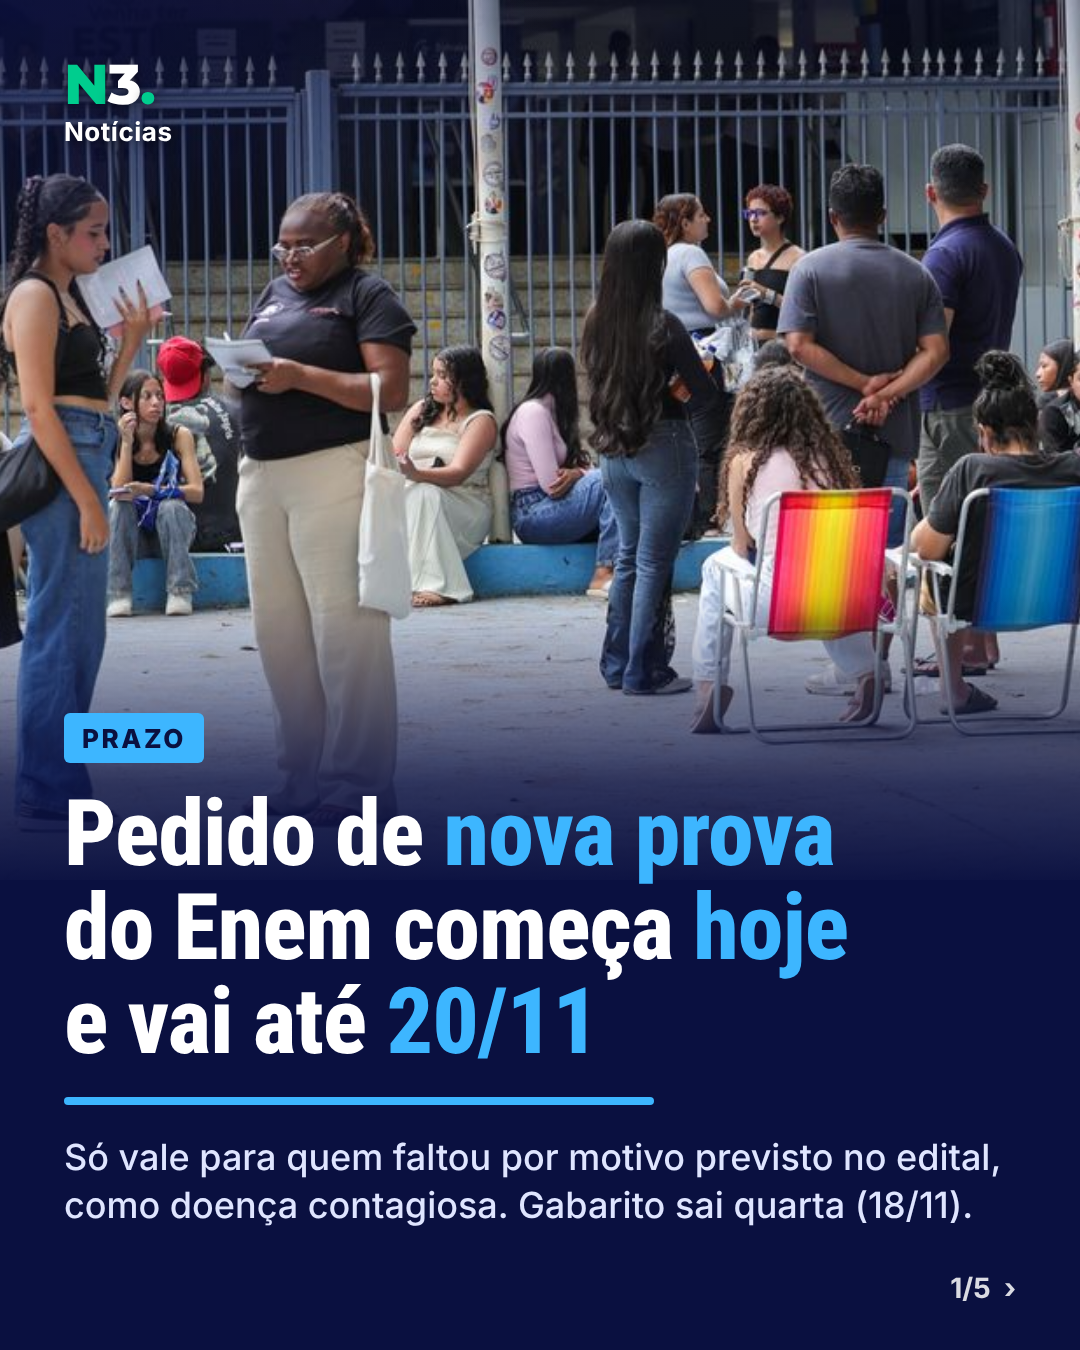 N3.
Notícias
PRAZO
Pedido de nova prova
do Enem começa hoje
e vai até 20/11
Só vale para quem faltou por motivo previsto no edital,
como doença contagiosa. Gabarito sai quarta (18/11).
1/5 ›